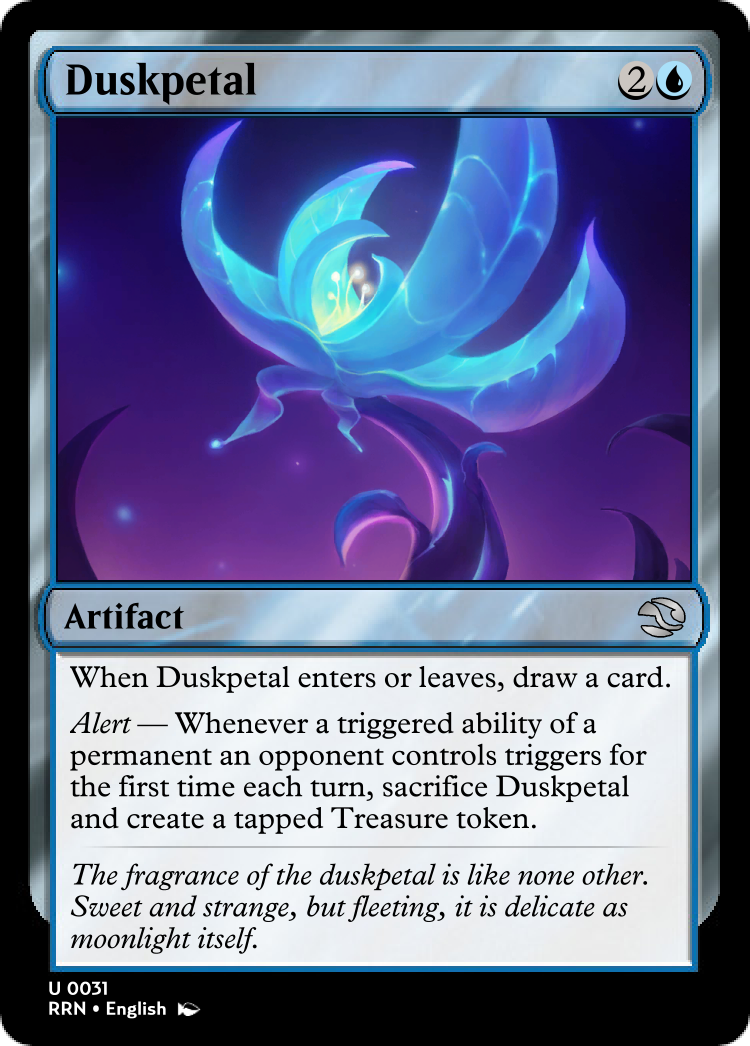 Duskpetal 2
Artifact
When Duskpetal enters or leaves, draw a card.
Alert — Whenever a triggered ability of a
permanent an opponent controls triggers for
the first time each turn, sacrifice Duskpetal
and create a tapped Treasure token.
The fragrance of the duskpetal is like none other.
Sweet and strange, but fleeting, it is delicate as
moonlight itself.
U 0031
RRN • English